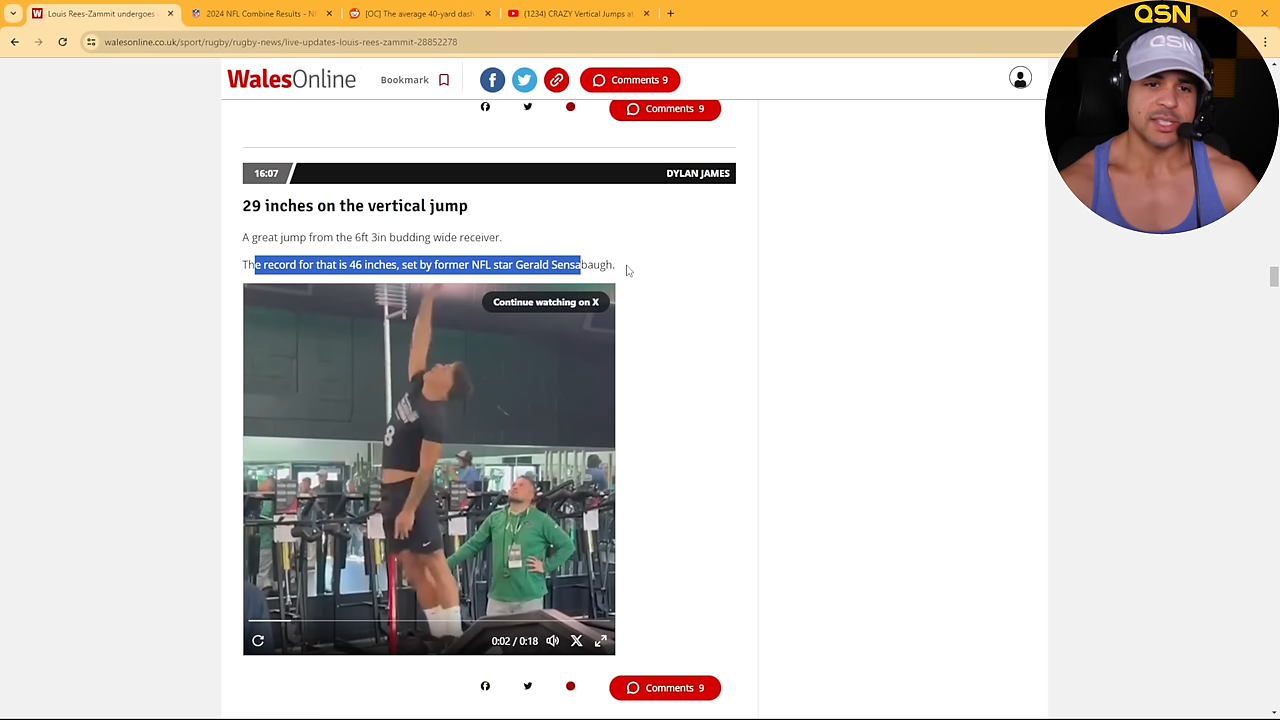 Louis Rees-Zammit undergoes
2024 NFL Combine Results - N
[OC] The average 40-yard dash
(1234) CRAZY Vertical Jumps a
walesonline.co.uk/sport/rugby/rugby-news/live-updates-louis-rees-zammit-28852278
QSN
QSN
WalesOnline
Bookmark
Comments 9
Comments 9
16:07
DYLAN JAMES
29 inches on the vertical jump
A great jump from the 6ft 3in budding wide receiver.
The record for that is 46 inches, set by former NFL star Gerald Sensabaugh.
Continue watching on X
8
0:02 / 0:18
Comments 9